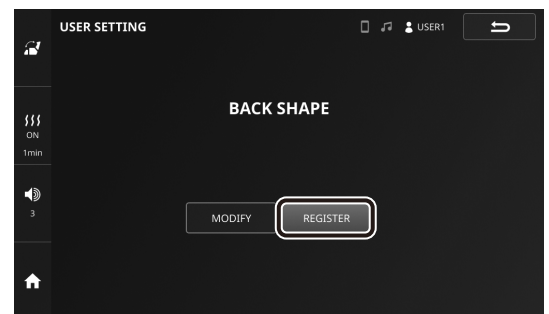 USER SETTING
USER1
ON
1min
3
BACK SHAPE
MODIFY
REGISTER